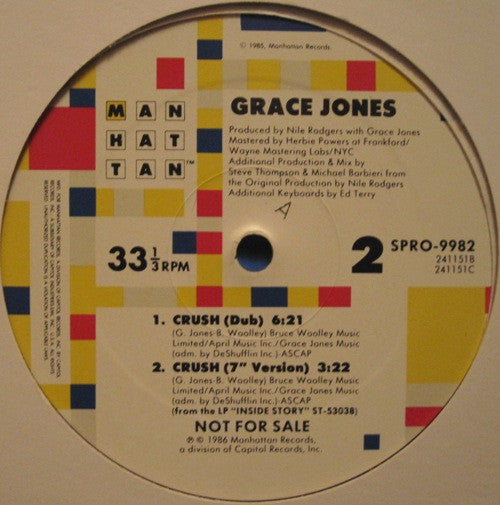 © 1985, Manhattan Records.
MAN
HAT
TAN™
GRACE JONES
Produced by Nile Rodgers with Grace Jones
Mastered by Herbie Powers at Frankford/
Wayne Mastering Labs/NYC
Additional Production & Mix by
Steve Thompson & Michael Barbieri from
the Original Production by Nile Rodgers
Additional Keyboards by Ed Terry
A
33 1/3 RPM
2
SPRO-9982
241151B
241151C
1. CRUSH (Dub) 6:21
(G. Jones-B. Woolley) Bruce Woolley Music
Limited/April Music Inc./Grace Jones Music
(adm. by DeShufflin Inc.) ASCAP
2. CRUSH (7" Version) 3:22
(G. Jones-B. Woolley) Bruce Woolley Music
Limited/April Music Inc./Grace Jones Music
(adm. by DeShufflin Inc.) ASCAP
(from the LP "INSIDE STORY" ST-53038)
NOT FOR SALE
℗ © 1986 Manhattan Records,
a division of Capitol Records, Inc.